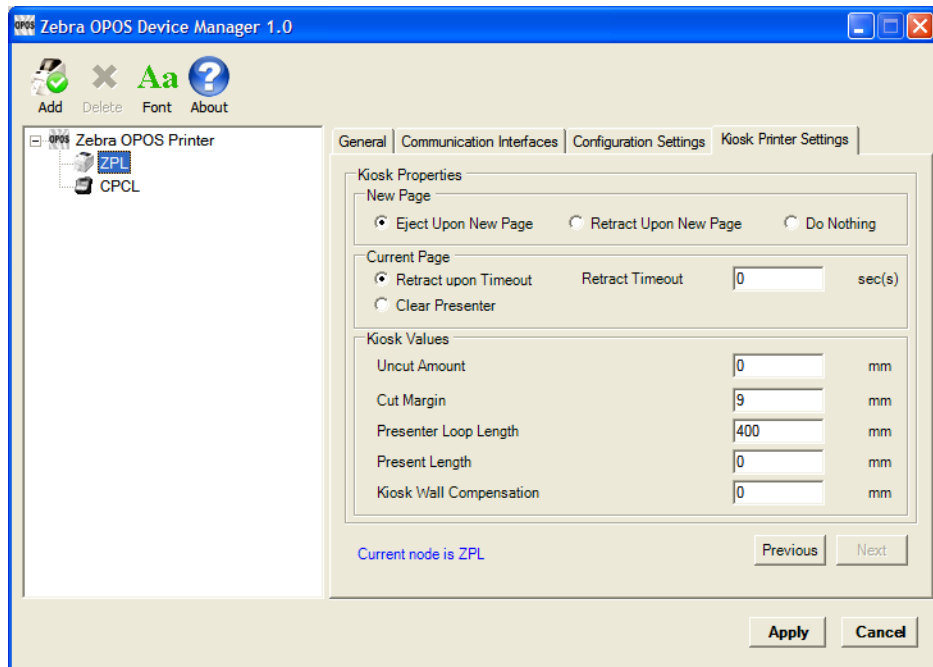 OPOS Zebra OPOS Device Manager 1.0
Add Delete Aa Font ? About
OPOS Zebra OPOS Printer
ZPL
CPCL
General Communication Interfaces Configuration Settings Kiosk Printer Settings
Kiosk Properties
New Page
Eject Upon New Page Retract Upon New Page Do Nothing
Current Page
Retract upon Timeout Retract Timeout 0 sec(s)
Clear Presenter
Kiosk Values
Uncut Amount 0 mm
Cut Margin 9 mm
Presenter Loop Length 400 mm
Present Length 0 mm
Kiosk Wall Compensation 0 mm
Current node is ZPL Previous Next
Apply Cancel